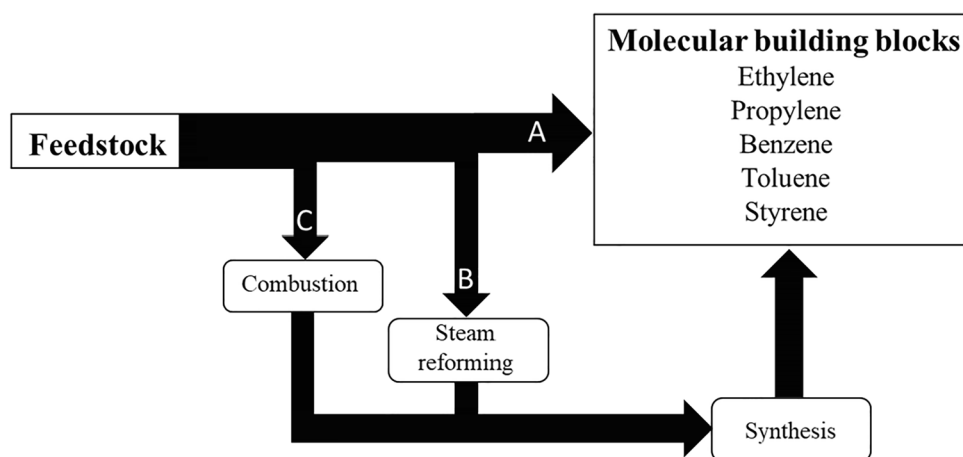 Molecular building blocks
Ethylene
Propylene
Benzene
Toluene
Styrene
Feedstock
A
C
B
Combustion
Steam
reforming
Synthesis